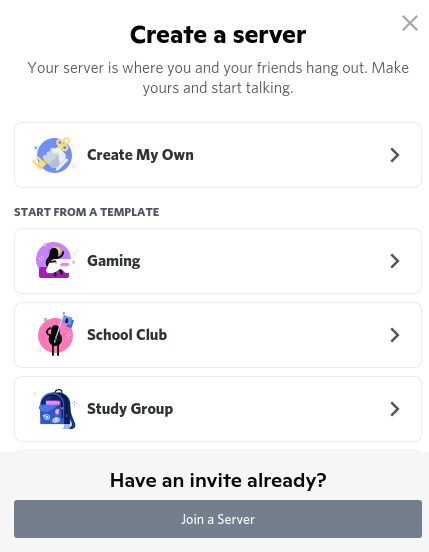 Create a server
Your server is where you and your friends hang out. Make
yours and start talking.
Create My Own
START FROM A TEMPLATE
Gaming
School Club
Study Group
Have an invite already?
Join a Server